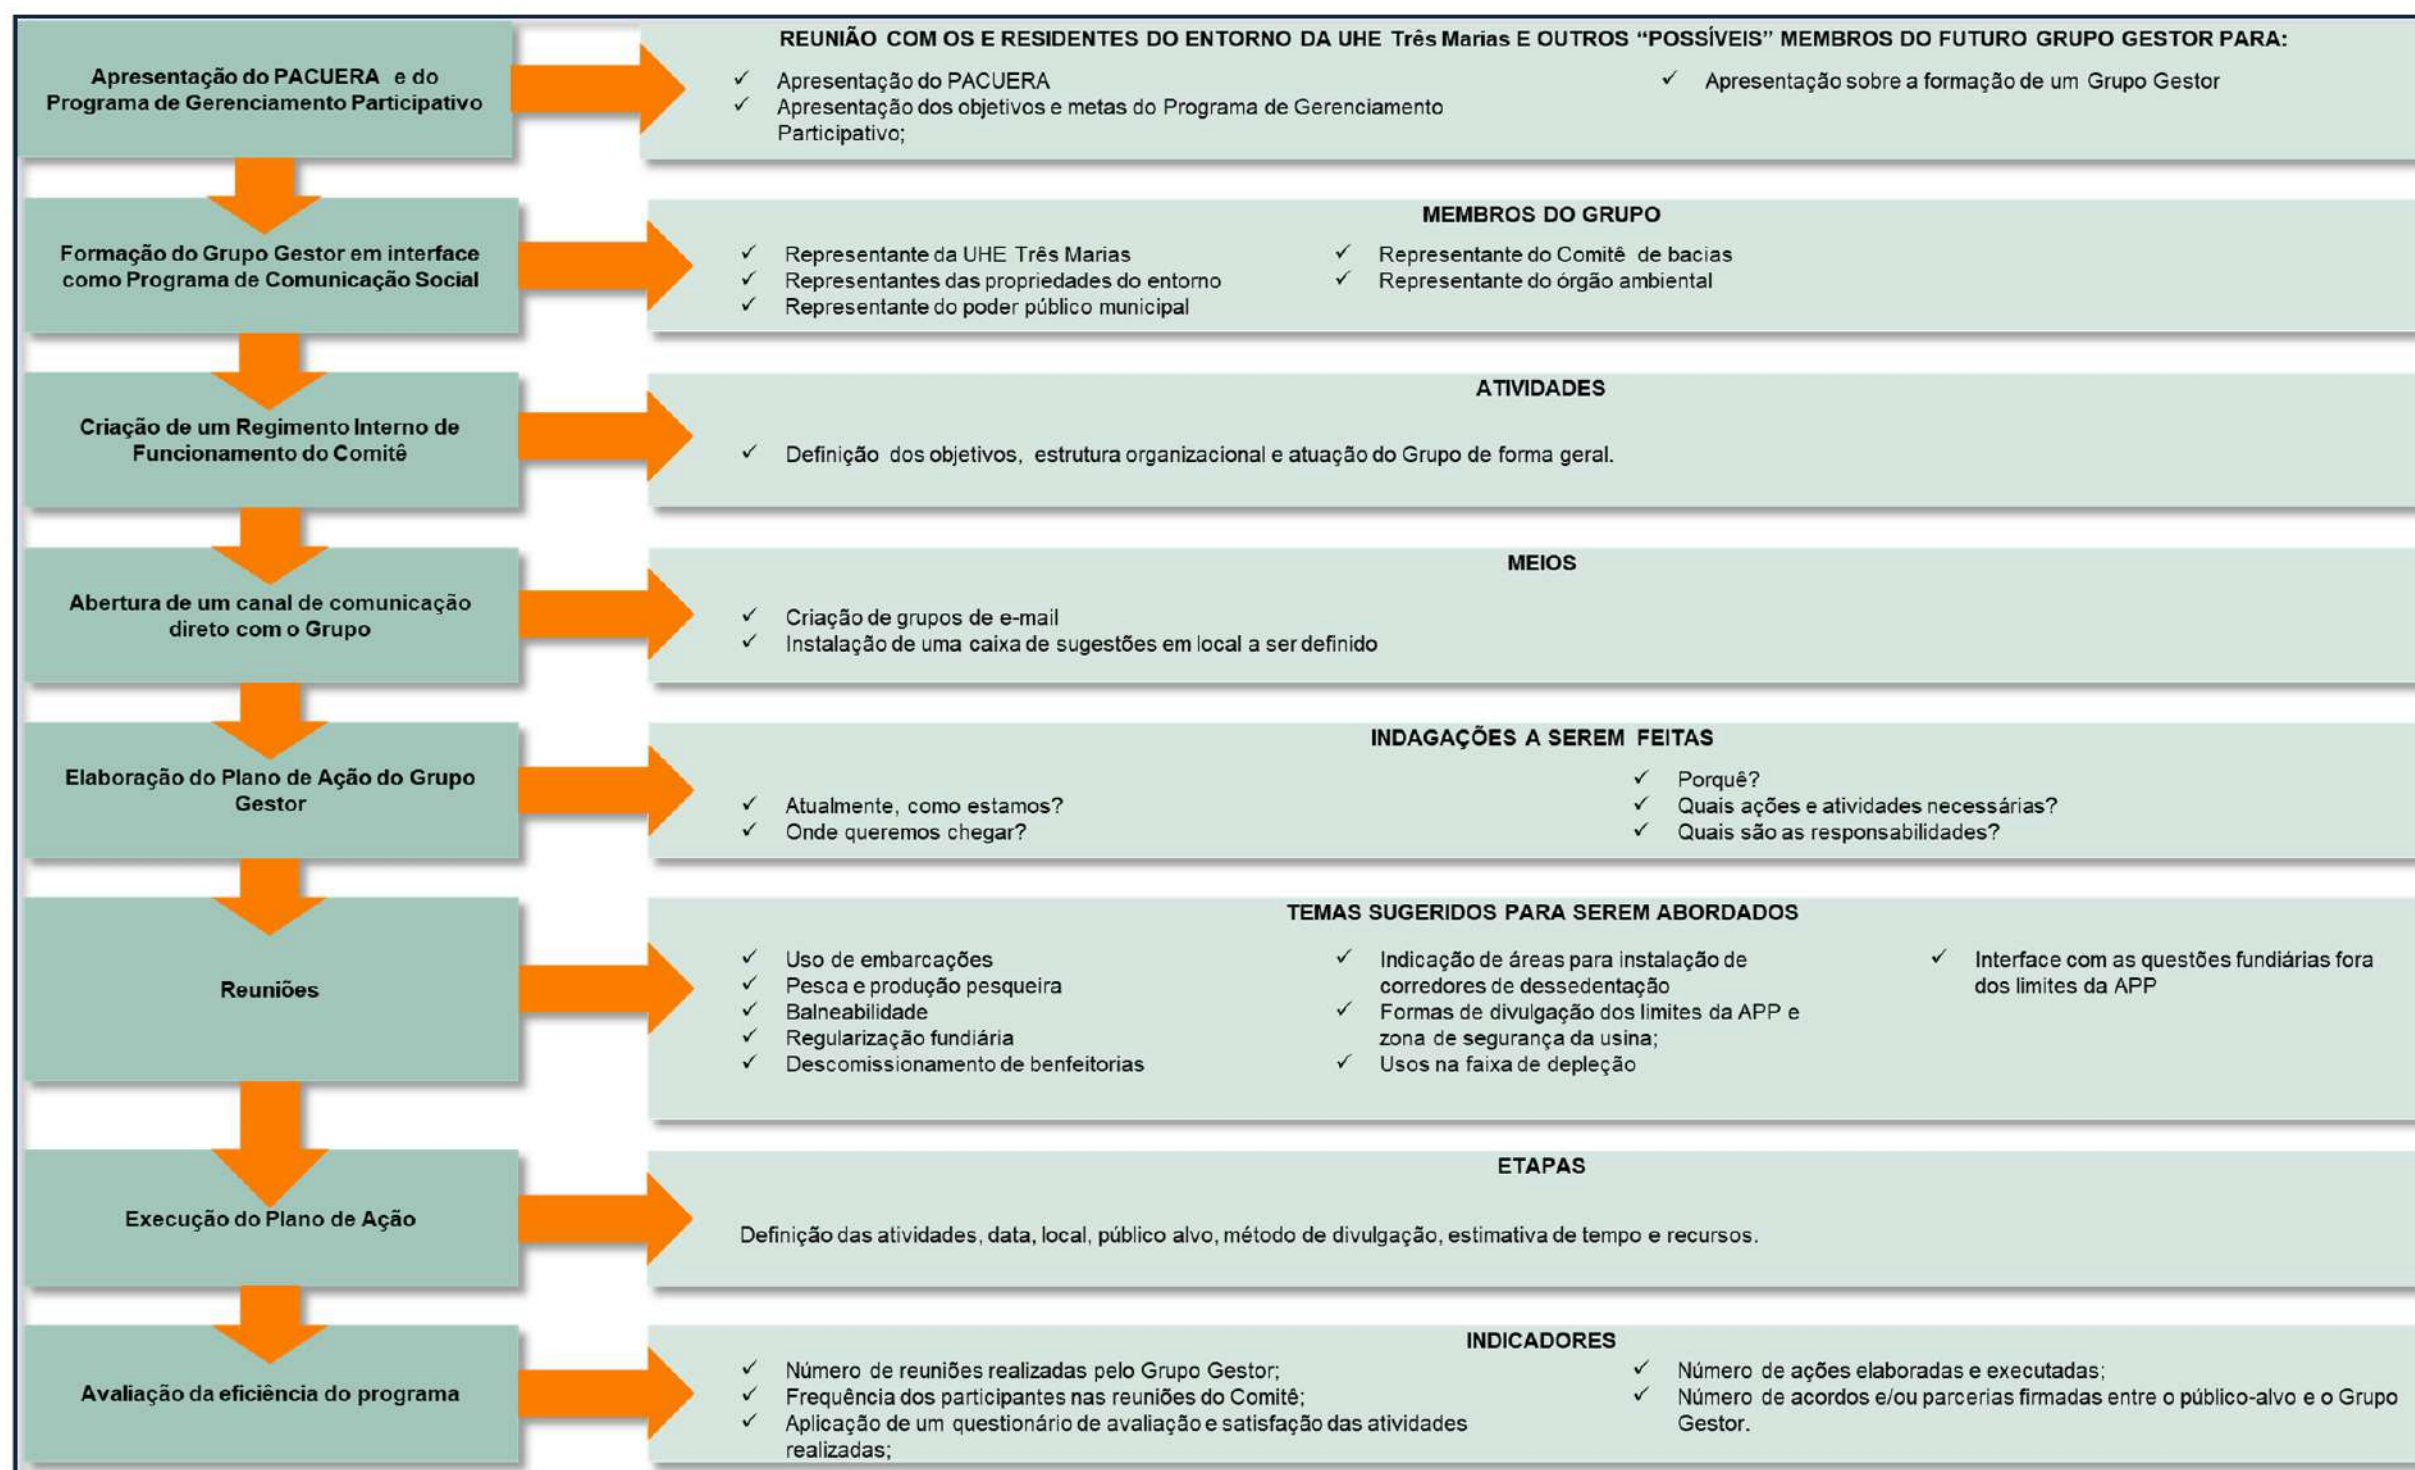 Apresentação do PACUERA e do
Programa de Gerenciamento Participativo
REUNIÃO COM OS E RESIDENTES DO ENTORNO DA UHE Três Marias E OUTROS “POSSÍVEIS” MEMBROS DO FUTURO GRUPO GESTOR PARA:
✓ Apresentação do PACUERA
✓ Apresentação dos objetivos e metas do Programa de Gerenciamento
Participativo;
✓ Apresentação sobre a formação de um Grupo Gestor
Formação do Grupo Gestor em interface
como Programa de Comunicação Social
MEMBROS DO GRUPO
✓ Representante da UHE Três Marias
✓ Representantes das propriedades do entorno
✓ Representante do poder público municipal
✓ Representante do Comitê de bacias
✓ Representante do órgão ambiental
Criação de um Regimento Interno de
Funcionamento do Comitê
ATIVIDADES
✓ Definição dos objetivos, estrutura organizacional e atuação do Grupo de forma geral.
Abertura de um canal de comunicação
direto com o Grupo
MEIOS
✓ Criação de grupos de e-mail
✓ Instalação de uma caixa de sugestões em local a ser definido
Elaboração do Plano de Ação do Grupo
Gestor
INDAGAÇÕES A SEREM FEITAS
✓ Atualmente, como estamos?
✓ Onde queremos chegar?
✓ Porquê?
✓ Quais ações e atividades necessárias?
✓ Quais são as responsabilidades?
Reuniões
TEMAS SUGERIDOS PARA SEREM ABORDADOS
✓ Uso de embarcações
✓ Pesca e produção pesqueira
✓ Balneabilidade
✓ Regularização fundiária
✓ Descomissionamento de benfeitorias
✓ Indicação de áreas para instalação de
corredores de dessedentação
✓ Formas de divulgação dos limites da APP e
zona de segurança da usina;
✓ Usos na faixa de depleção
✓ Interface com as questões fundiárias fora
dos limites da APP
Execução do Plano de Ação
ETAPAS
Definição das atividades, data, local, público alvo, método de divulgação, estimativa de tempo e recursos.
Avaliação da eficiência do programa
INDICADORES
✓ Número de reuniões realizadas pelo Grupo Gestor;
✓ Frequência dos participantes nas reuniões do Comitê;
✓ Aplicação de um questionário de avaliação e satisfação das atividades
realizadas;
✓ Número de ações elaboradas e executadas;
✓ Número de acordos e/ou parcerias firmadas entre o público-alvo e o Grupo
Gestor.